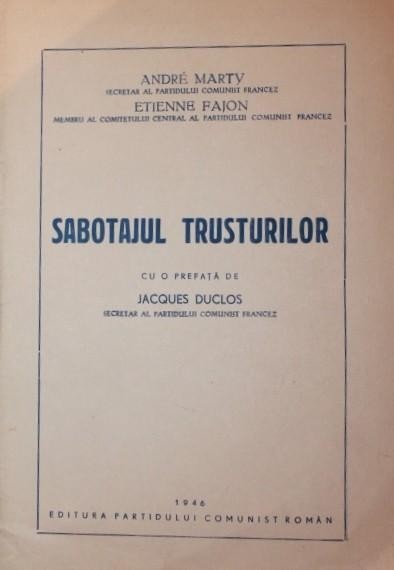 ANDRÉ MARTY
SECRETAR AL PARTIDULUI COMUNIST FRANCEZ
ETIENNE FAJON
MEMBRU AL COMITETULUI CENTRAL AL PARTIDULUI COMUNIST FRANCEZ
SABOTAJUL TRUSTURILOR
CU O PREFAȚĂ DE
JACQUES DUCLOS
SECRETAR AL PARTIDULUI COMUNIST FRANCEZ
1946
EDITURA PARTIDULUI COMUNIST ROMÂN